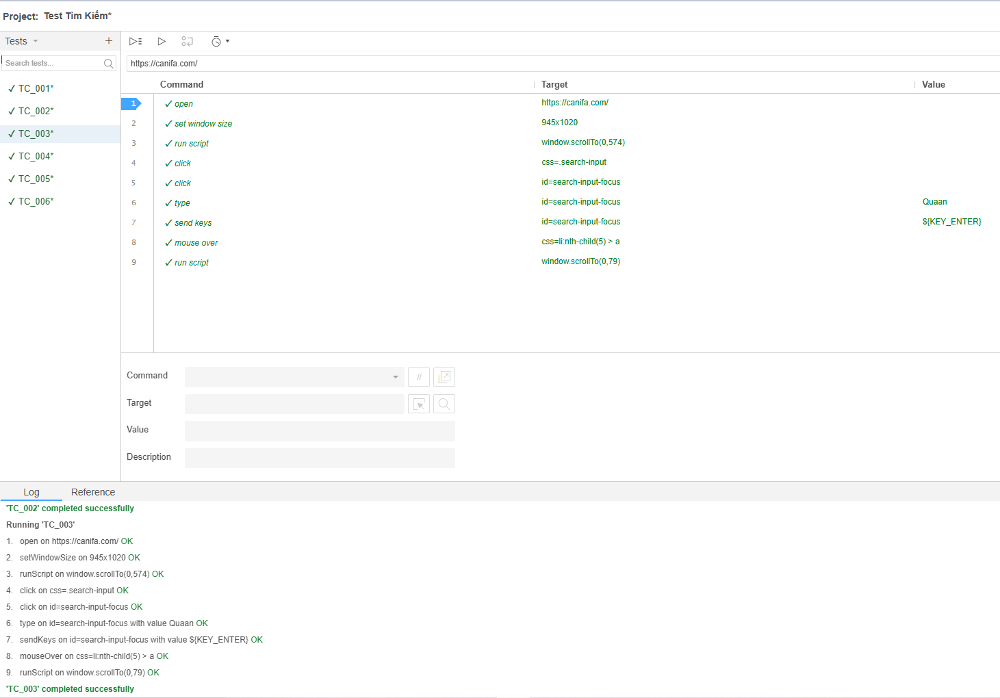 Project: Test Tìm Kiếm*
Tests
+
Search tests...
https://canifa.com/
TC_001*
TC_002*
TC_003*
TC_004*
TC_005*
TC_006*
Command Target Value
1 open https://canifa.com/
2 set window size 945x1020
3 run script window.scrollTo(0,574)
4 click css=.search-input
5 click id=search-input-focus
6 type id=search-input-focus Quaan
7 send keys id=search-input-focus ${KEY_ENTER}
8 mouse over css=li:nth-child(5) > a
9 run script window.scrollTo(0,79)
Command //
Target
Value
Description
Log Reference
'TC_002' completed successfully
Running 'TC_003'
1. open on https://canifa.com/ OK
2. setWindowSize on 945x1020 OK
3. runScript on window.scrollTo(0,574) OK
4. click on css=.search-input OK
5. click on id=search-input-focus OK
6. type on id=search-input-focus with value Quaan OK
7. sendKeys on id=search-input-focus with value ${KEY_ENTER} OK
8. mouseOver on css=li:nth-child(5) > a OK
9. runScript on window.scrollTo(0,79) OK
'TC_003' completed successfully